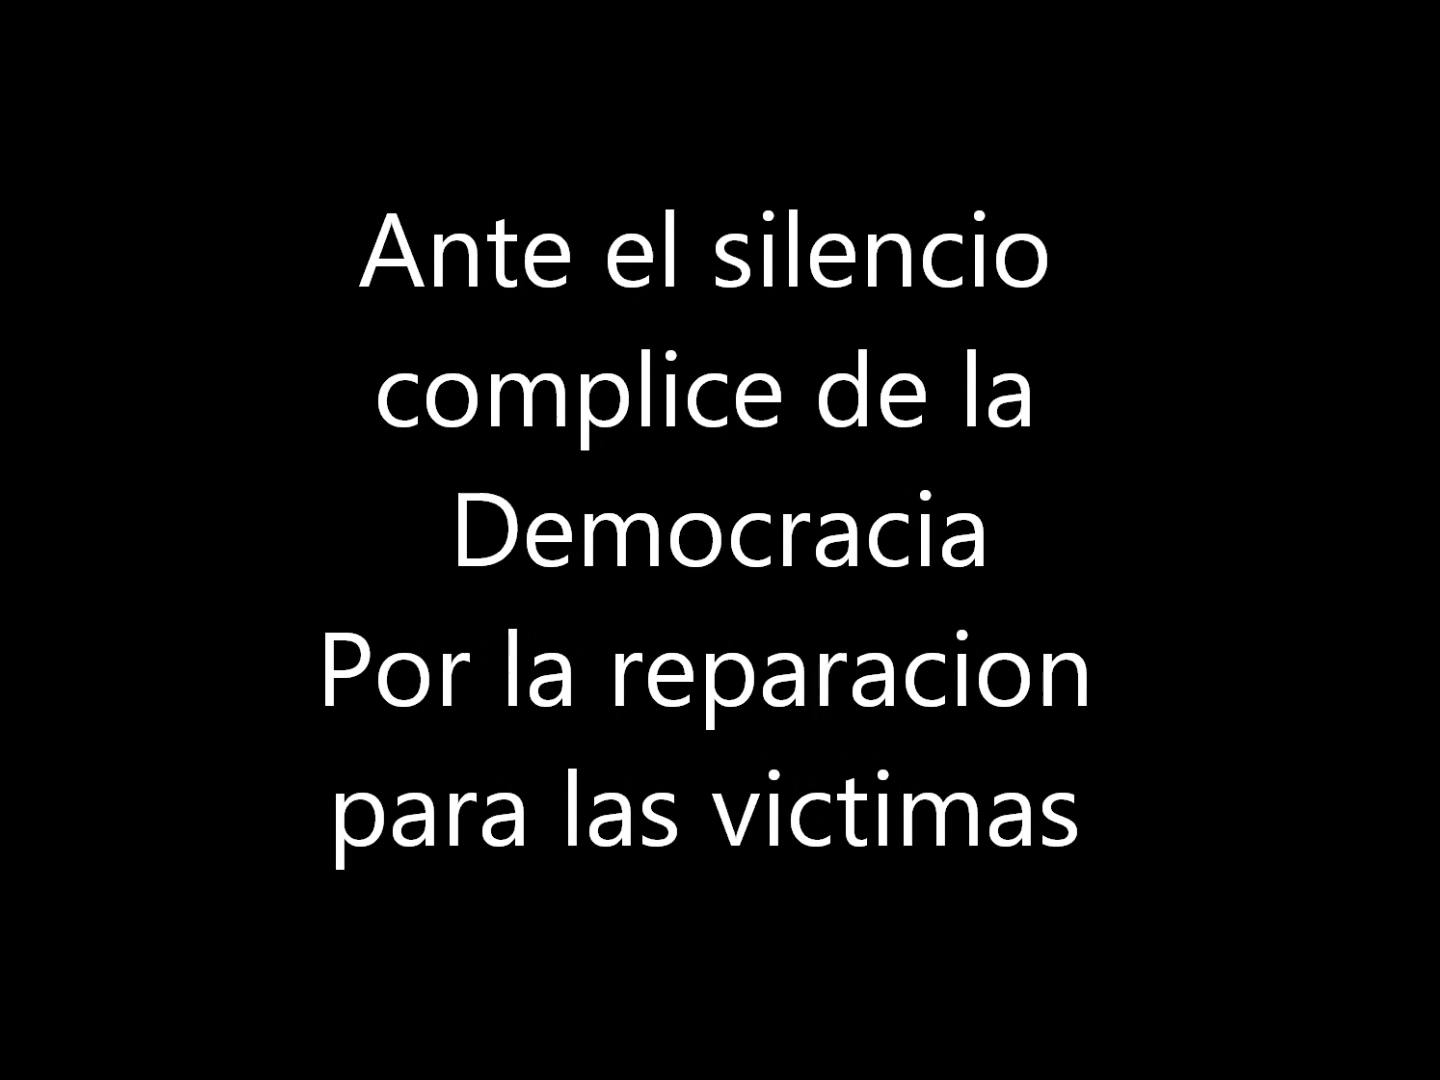 Ante el silencio
complice de la
Democracia
Por la reparacion
para las victimas